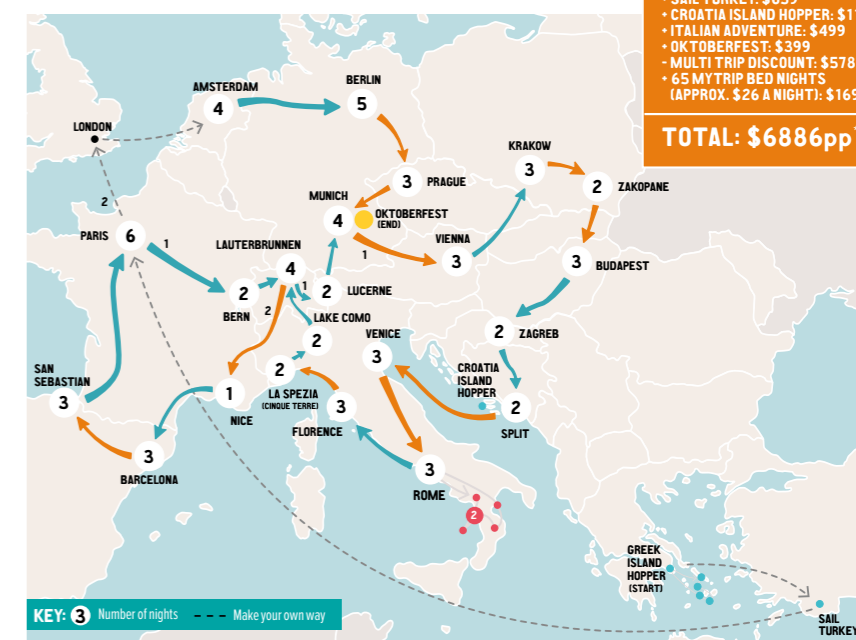 + CROATIA ISLAND HOPPER:
+ ITALIAN ADVENTURE: $499
+ OKTOBERFEST: $399
- MULTI TRIP DISCOUNT: $578
+ 65 MYTRIP BED NIGHTS
(APPROX. $26 A NIGHT):
TOTAL: $6886pp
AMSTERDAM
4
BERLIN
5
LONDON
KRAKOW
3
2
ZAKOPANE
3
PRAGUE
MUNICH
4
OKTOBERFEST
(END)
2
PARIS
6
1
LAUTERBRUNNEN
4
1
VIENNA
3
3
BUDAPEST
2
BERN
2
1
2
LUCERNE
LAKE COMO
2
VENICE
3
2
ZAGREB
SAN
SEBASTIAN
3
1
NICE
2
LA SPEZIA
(CINQUE TERRE)
CROATIA
ISLAND
HOPPER
2
SPLIT
3
FLORENCE
3
BARCELONA
3
ROME
2
GREEK
ISLAND
HOPPER
(START)
SAIL
TURKEY
KEY: 3 Number of nights --- Make your own way